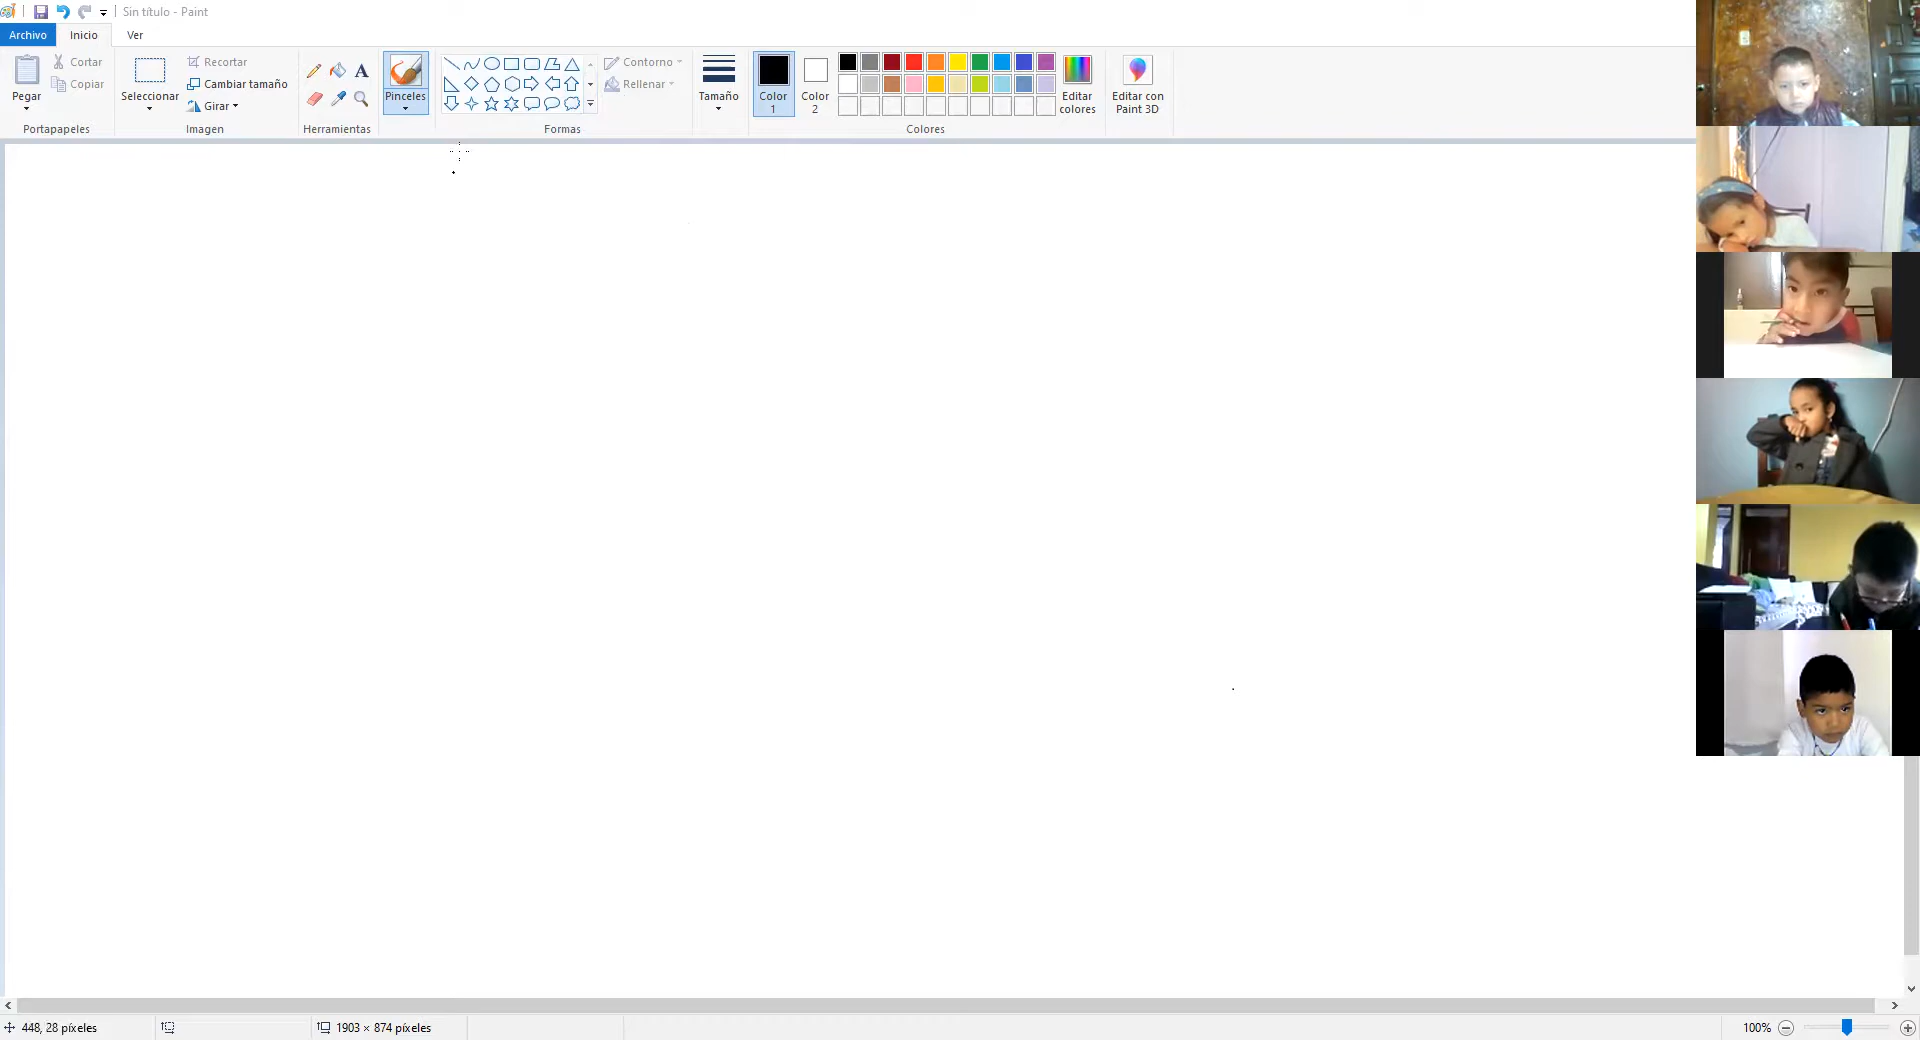 Sin título - Paint
Archivo Inicio Ver
Pegar
Cortar
Copiar
Portapapeles
Seleccionar
Recortar
Cambiar tamaño
Girar
Imagen
A
Herramientas
Pinceles
Contorno
Rellenar
Formas
Tamaño
Color
1
Color
2
Editar
colores
Colores
Editar con
Paint 3D
448, 28 píxeles
1903 × 874 píxeles
100%